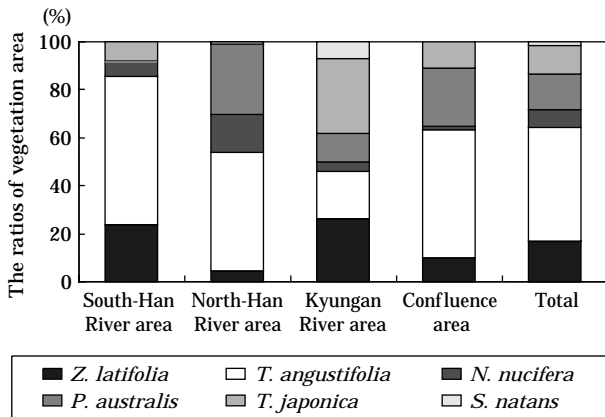 (%)
The ratios of vegetation area
100
80
60
40
20
0
South-Han River area
North-Han River area
Kyungan River area
Confluence area
Total
Z. latifolia
T. angustifolia
N. nucifera
P. australis
T. japonica
S. natans